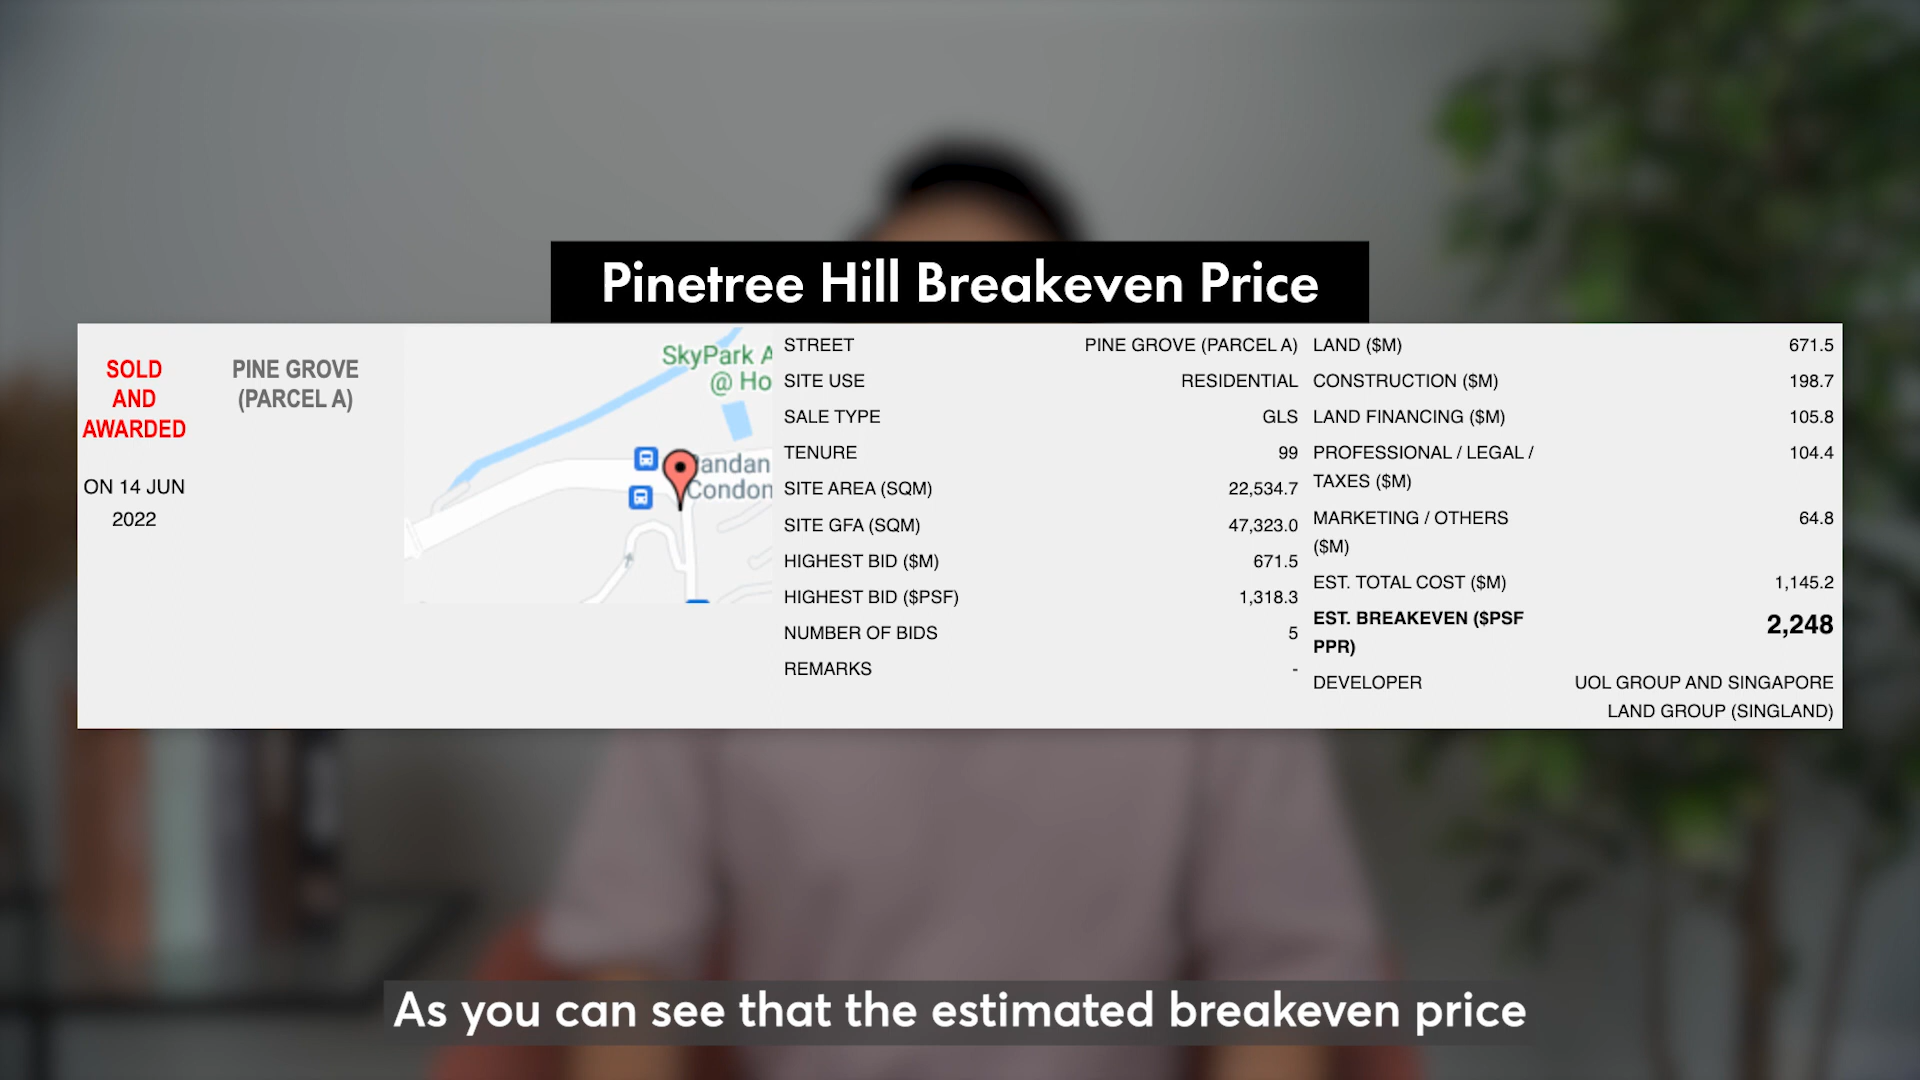 Pinetree Hill Breakeven Price
SOLD
AND
AWARDED
ON 14 JUN
2022
PINE GROVE
(PARCEL A)
SkyPark A
@ Ho
andan
Condon
STREET PINE GROVE (PARCEL A)
SITE USE RESIDENTIAL
SALE TYPE GLS
TENURE 99
SITE AREA (SQM) 22,534.7
SITE GFA (SQM) 47,323.0
HIGHEST BID ($M) 671.5
HIGHEST BID ($PSF) 1,318.3
NUMBER OF BIDS 5
REMARKS -
LAND ($M) 671.5
CONSTRUCTION ($M) 198.7
LAND FINANCING ($M) 105.8
PROFESSIONAL / LEGAL / 104.4
TAXES ($M)
MARKETING / OTHERS 64.8
($M)
EST. TOTAL COST ($M) 1,145.2
EST. BREAKEVEN ($PSF 2,248
PPR)
DEVELOPER UOL GROUP AND SINGAPORE
LAND GROUP (SINGLAND)
As you can see that the estimated breakeven price